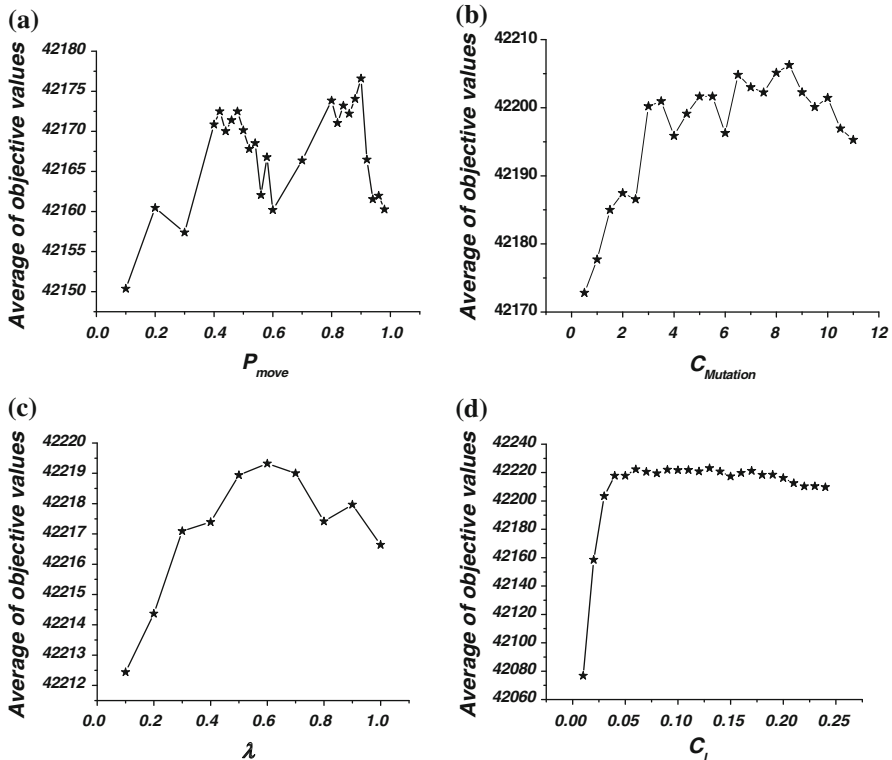 (a)
Average of objective values
42180
42175
42170
42165
42160
42155
42150
0.0 0.2 0.4 0.6 0.8 1.0
P_move
(b)
Average of objective values
42210
42200
42190
42180
42170
0 2 4 6 8 10 12
C_Mutation
(c)
Average of objective values
42220
42219
42218
42217
42216
42214
42213
42212
0.0 0.2 0.4 0.6 0.8 1.0
λ
(d)
Average of objective values
42240
42220
42200
42180
42160
42140
42120
42100
42080
42060
0.00 0.05 0.10 0.15 0.20 0.25
C_I